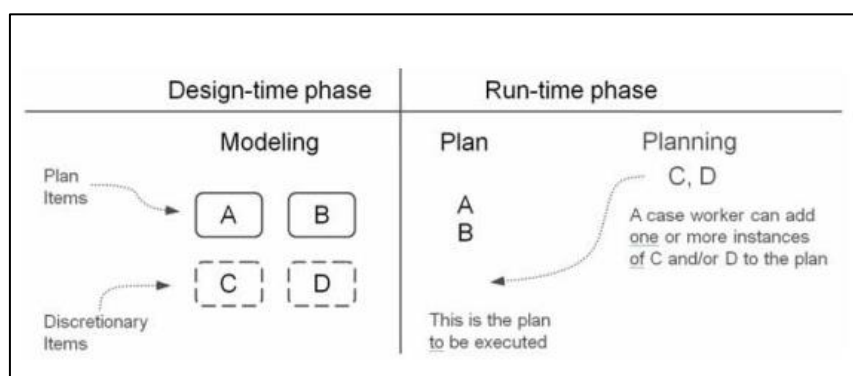 Design-time phase
Run-time phase
Modeling
Plan
Planning
Plan
Items
A
B
C
D
Discretionary
Items
A
B
This is the plan
to be executed
C, D
A case worker can add
one or more instances
of C and/or D to the plan